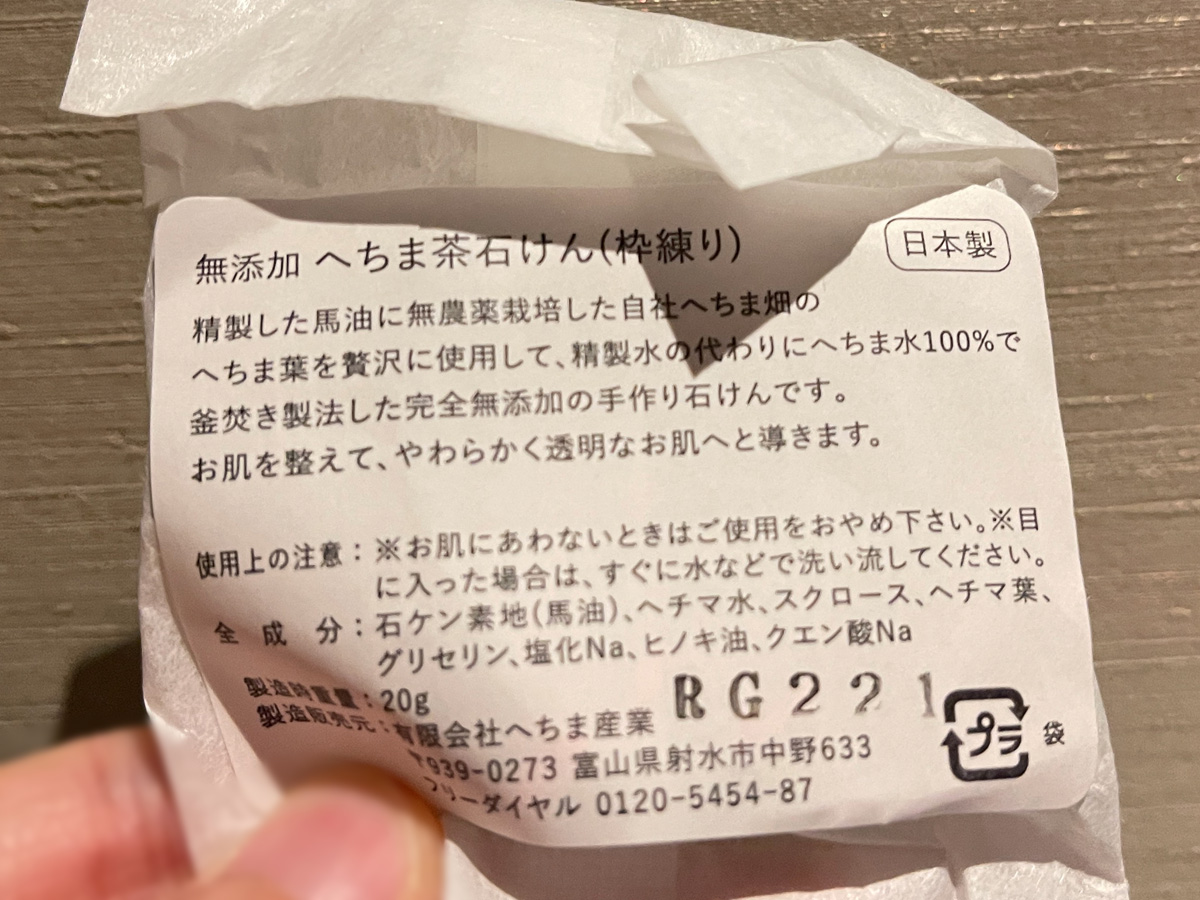 無添加 へちま茶石けん(枠練り)
日本製
精製した馬油に無農薬栽培した自社へちま畑の
へちま葉を贅沢に使用して、精製水の代わりにへちま水100%で
釜焚き製法した完全無添加の手作り石けんです。
お肌を整えて、やわらかく透明なお肌へと導きます。
使用上の注意:※お肌にあわないときはご使用をおやめ下さい。※目
に入った場合は、すぐに水などで洗い流してください。
全成分:石ケン素地(馬油)、ヘチマ水、スクロース、ヘチマ葉、
グリセリン、塩化Na、ヒノキ油、クエン酸Na
製造時重量:20g
RG221
製造販売元:有限会社へちま産業
〒939-0273 富山県射水市中野633
フリーダイヤル 0120-5454-87
プラ
袋